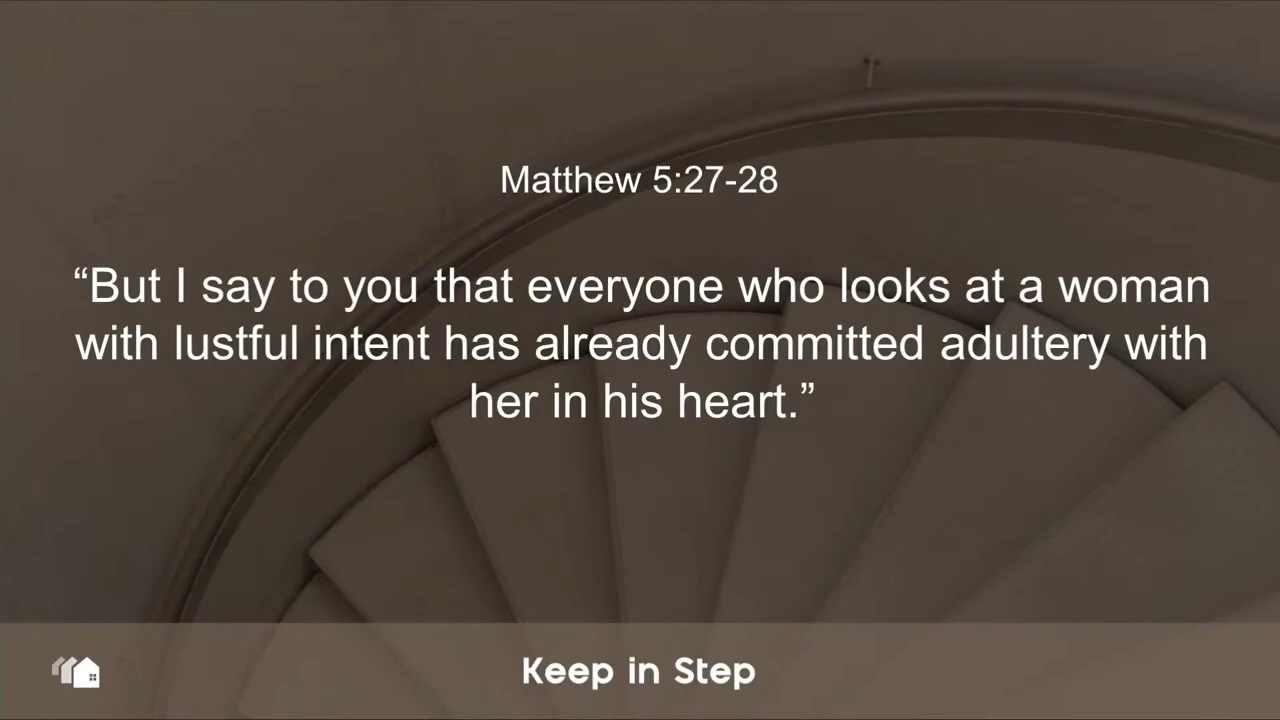 Matthew 5:27-28
“But I say to you that everyone who looks at a woman
with lustful intent has already committed adultery with
her in his heart.”
Keep in Step